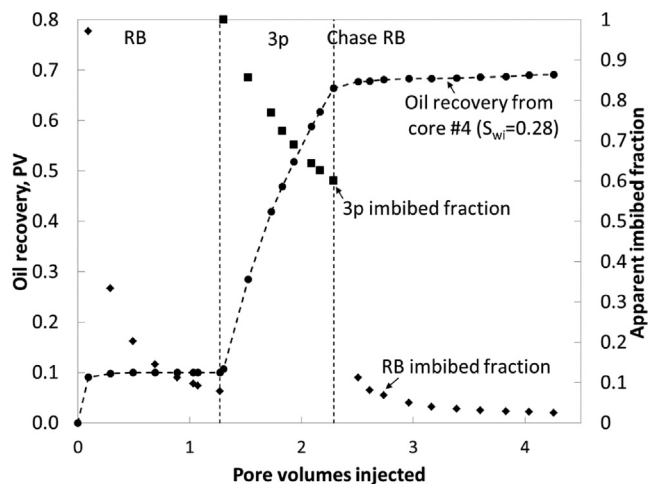 RB 3p Chase RB
0.8
0.7
0.6
0.5
0.4
0.3
0.2
0.1
0.0
Oil recovery, PV
Oil recovery from
core #4 (Swi=0.28)
3p imbibed fraction
RB imbibed fraction
1
0.9
0.8
0.7
0.6
0.5
0.4
0.3
0.2
0.1
0
Apparent imbibed fraction
0 1 2 3 4
Pore volumes injected